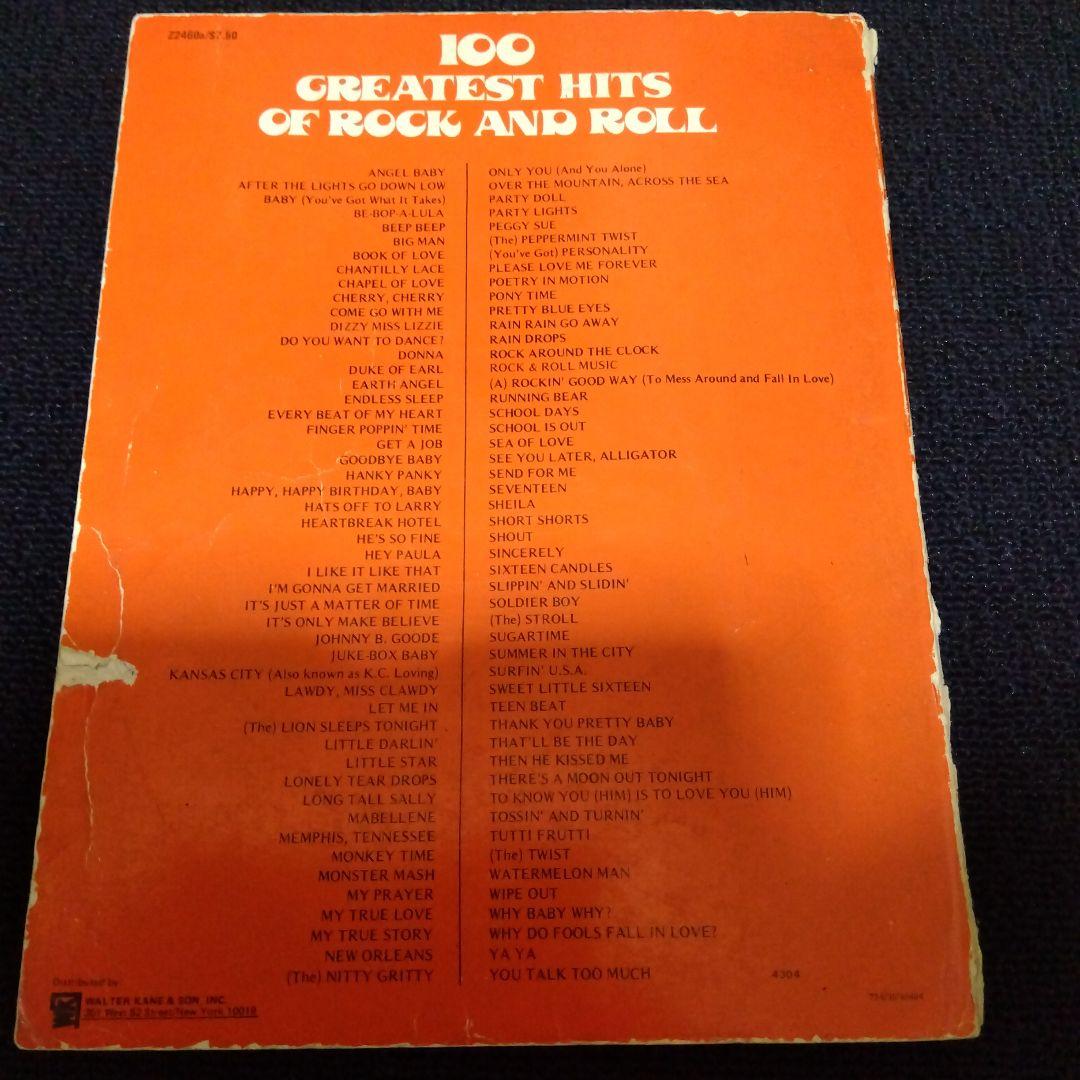 Z2460a/$7.50
100
GREATEST HITS
OF ROCK AND ROLL
ANGEL BABY
AFTER THE LIGHTS GO DOWN LOW
BABY (You've Got What It Takes)
BE-BOP-A-LULA
BEEP BEEP
BIG MAN
BOOK OF LOVE
CHANTILLY LACE
CHAPEL OF LOVE
CHERRY, CHERRY
COME GO WITH ME
DIZZY MISS LIZZIE
DO YOU WANT TO DANCE?
DONNA
DUKE OF EARL
EARTH ANGEL
ENDLESS SLEEP
EVERY BEAT OF MY HEART
FINGER POPPIN' TIME
GET A JOB
GOODBYE BABY
HANKY PANKY
HAPPY, HAPPY BIRTHDAY, BABY
HATS OFF TO LARRY
HEARTBREAK HOTEL
HE'S SO FINE
HEY PAULA
I LIKE IT LIKE THAT
I'M GONNA GET MARRIED
IT'S JUST A MATTER OF TIME
IT'S ONLY MAKE BELIEVE
JOHNNY B. GOODE
JUKE-BOX BABY
KANSAS CITY (Also known as K.C. Loving)
LAWDY, MISS CLAWDY
LET ME IN
(The) LION SLEEPS TONIGHT
LITTLE DARLIN'
LITTLE STAR
LONELY TEAR DROPS
LONG TALL SALLY
MABELLENE
MEMPHIS, TENNESSEE
MONKEY TIME
MONSTER MASH
MY PRAYER
MY TRUE LOVE
MY TRUE STORY
NEW ORLEANS
(The) NITTY GRITTY
ONLY YOU (And You Alone)
OVER THE MOUNTAIN, ACROSS THE SEA
PARTY DOLL
PARTY LIGHTS
PEGGY SUE
(The) PEPPERMINT TWIST
(You've Got) PERSONALITY
PLEASE LOVE ME FOREVER
POETRY IN MOTION
PONY TIME
PRETTY BLUE EYES
RAIN RAIN GO AWAY
RAIN DROPS
ROCK AROUND THE CLOCK
ROCK & ROLL MUSIC
(A) ROCKIN' GOOD WAY (To Mess Around and Fall In Love)
RUNNING BEAR
SCHOOL DAYS
SCHOOL IS OUT
SEA OF LOVE
SEE YOU LATER, ALLIGATOR
SEND FOR ME
SEVENTEEN
SHEILA
SHORT SHORTS
SHOUT
SINCERELY
SIXTEEN CANDLES
SLIPPIN' AND SLIDIN'
SOLDIER BOY
(The) STROLL
SUGARTIME
SUMMER IN THE CITY
SURFIN' U.S.A.
SWEET LITTLE SIXTEEN
TEEN BEAT
THANK YOU PRETTY BABY
THAT'LL BE THE DAY
THEN HE KISSED ME
THERE'S A MOON OUT TONIGHT
TO KNOW YOU (HIM) IS TO LOVE YOU (HIM)
TOSSIN' AND TURNIN'
TUTTI FRUTTI
(The) TWIST
WATERMELON MAN
WIPE OUT
WHY BABY WHY?
WHY DO FOOLS FALL IN LOVE?
YA YA
YOU TALK TOO MUCH
4304
Distributed by
WALTER KANE & SON, INC.
New York 10019